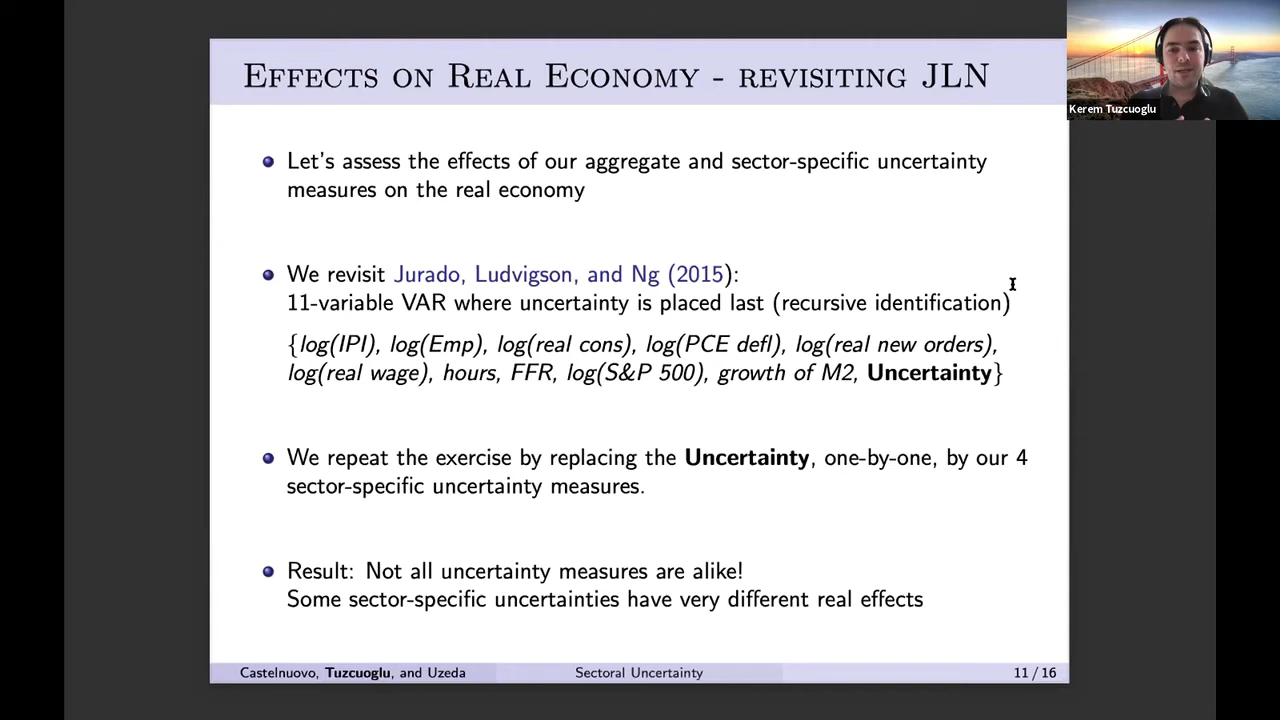 EFFECTS ON REAL ECONOMY - REVISITING JLN
Kerem Tuzcuoglu
Let's assess the effects of our aggregate and sector-specific uncertainty
measures on the real economy
We revisit Jurado, Ludvigson, and Ng (2015):
11-variable VAR where uncertainty is placed last (recursive identification)
{log(IPI), log(Emp), log(real cons), log(PCE defl), log(real new orders),
log(real wage), hours, FFR, log(S&P 500), growth of M2, Uncertainty}
We repeat the exercise by replacing the Uncertainty, one-by-one, by our 4
sector-specific uncertainty measures.
Result: Not all uncertainty measures are alike!
Some sector-specific uncertainties have very different real effects
Castelnuovo, Tuzcuoglu, and Uzeda
Sectoral Uncertainty
11 / 16